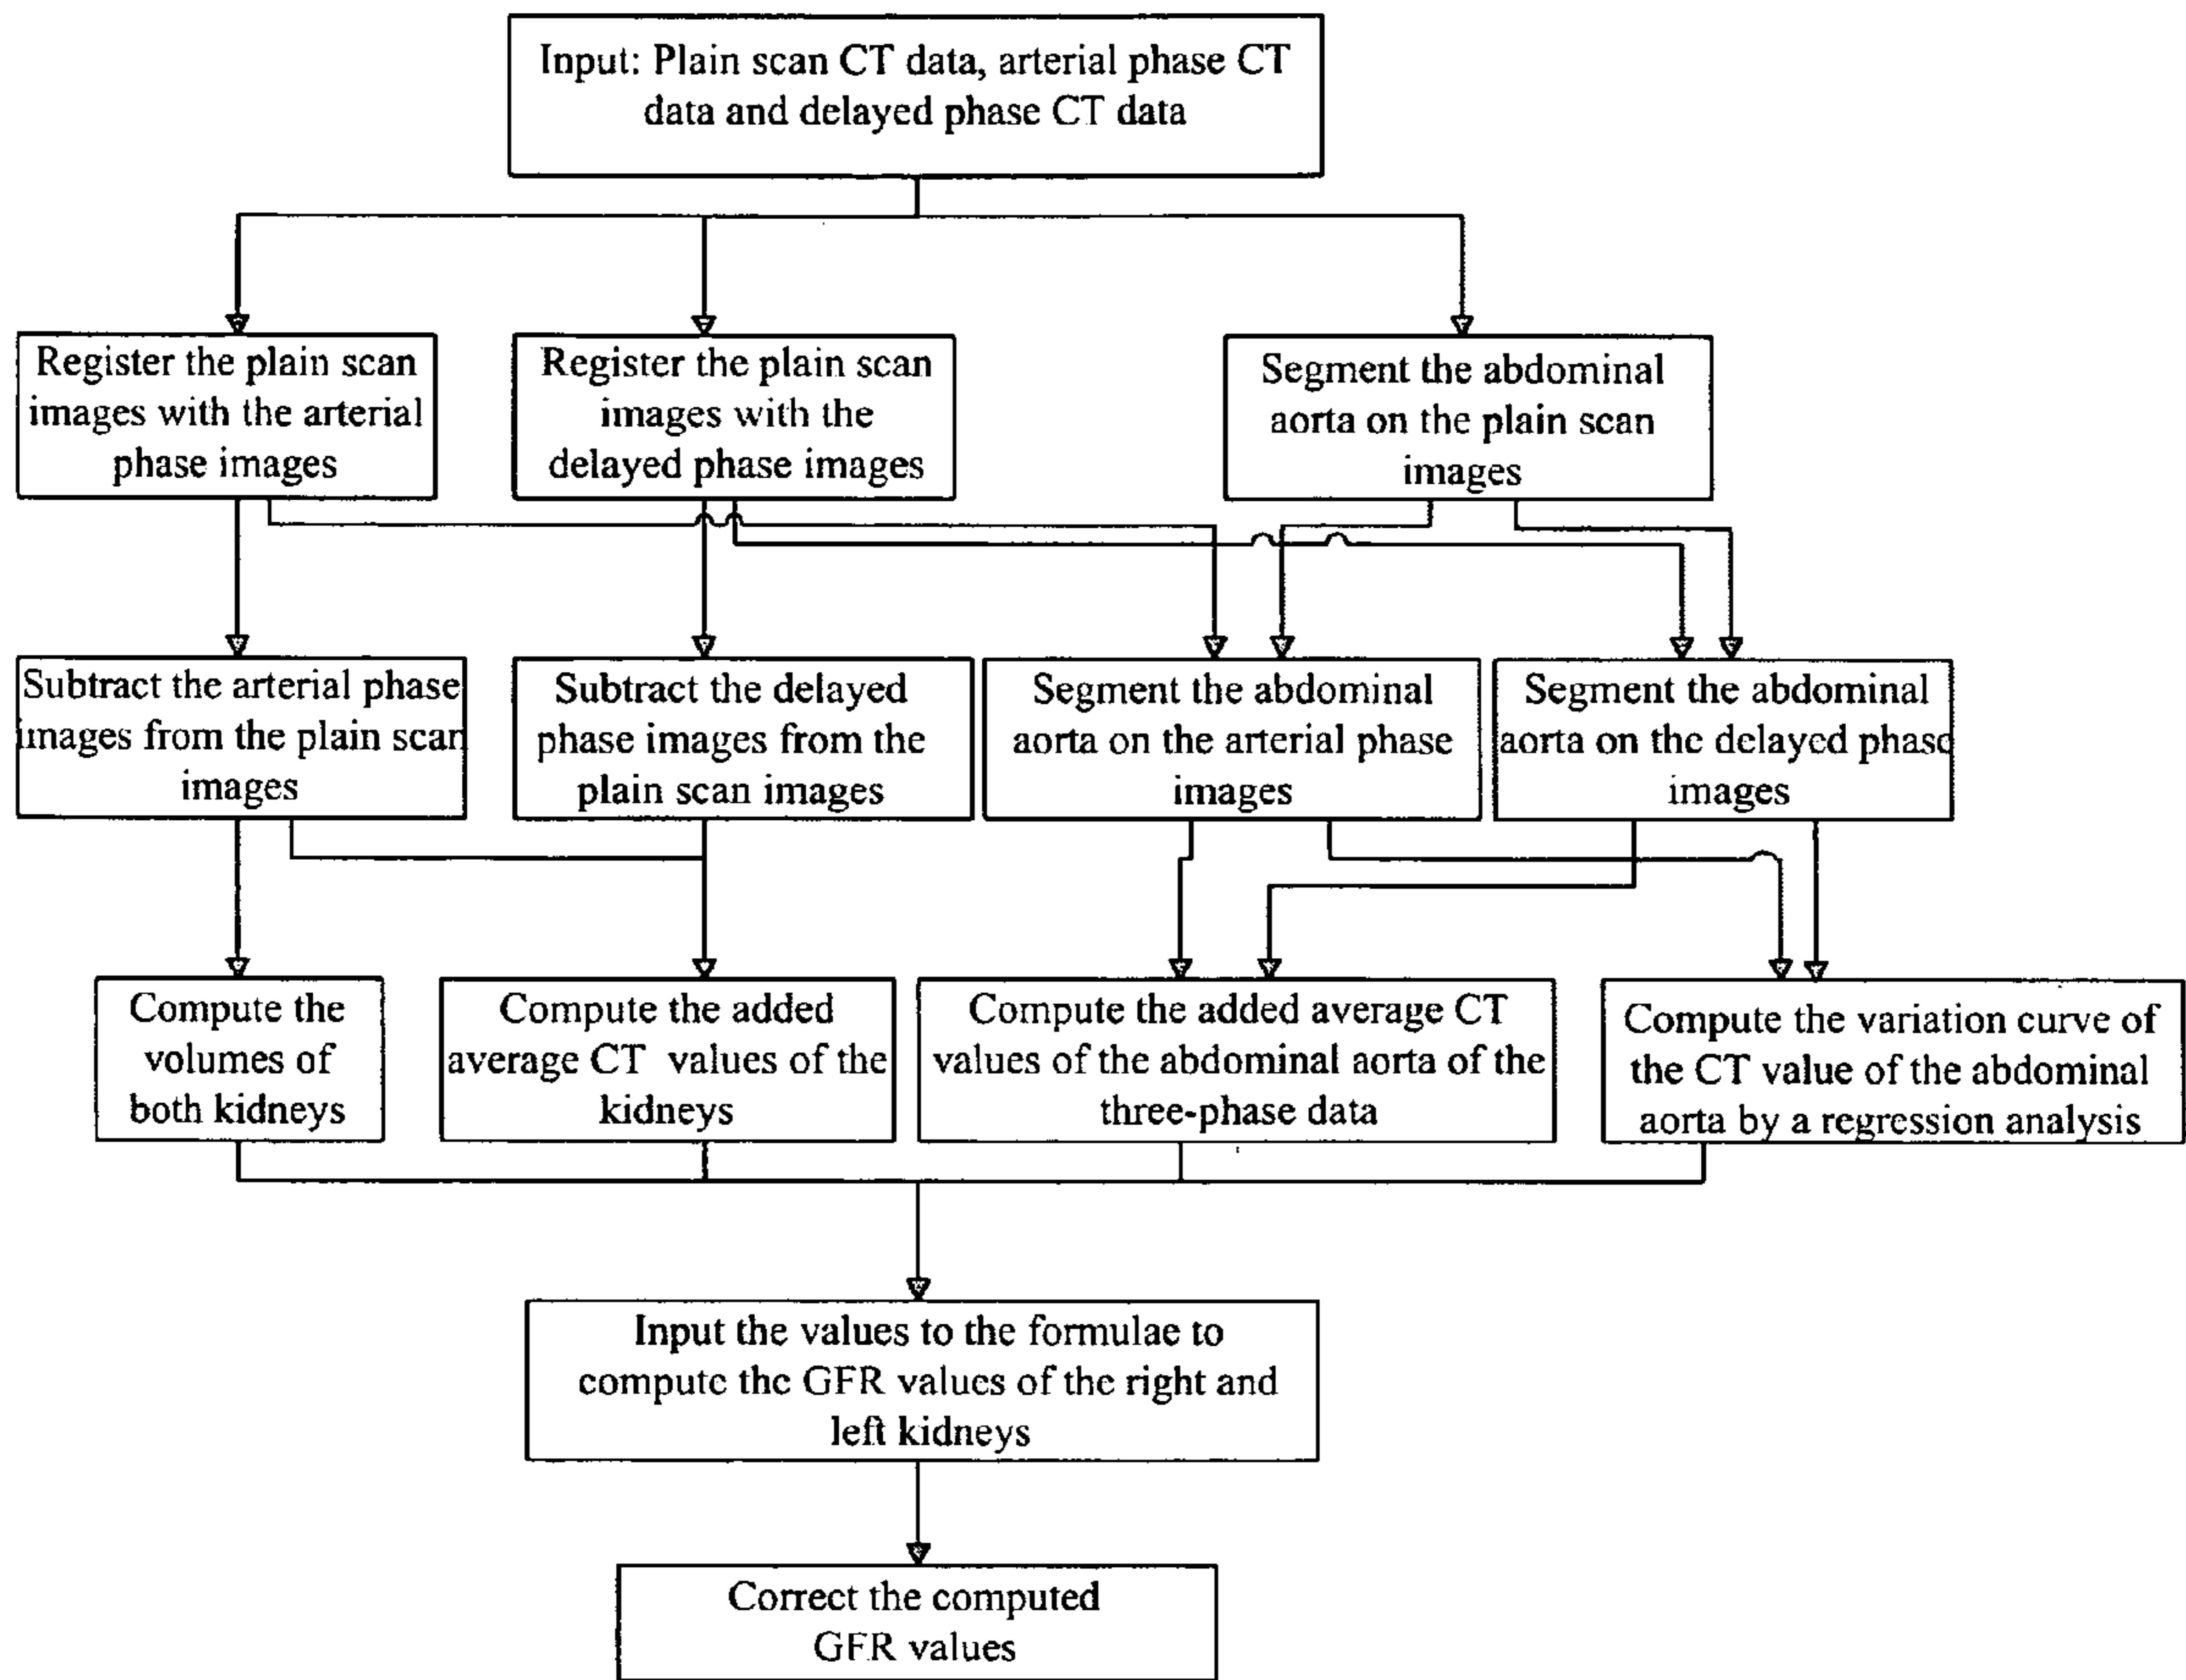 Input: Plain scan CT data, arterial phase CT
data and delayed phase CT data
Register the plain scan
images with the arterial
phase images
Register the plain scan
images with the
delayed phase images
Segment the abdominal
aorta on the plain scan
images
Subtract the arterial phase
images from the plain scan
images
Subtract the delayed
phase images from the
plain scan images
Segment the abdominal
aorta on the arterial phase
images
Segment the abdominal
aorta on the delayed phase
images
Compute the
volumes of
both kidneys
Compute the added
average CT values of the
kidneys
Compute the added average CT
values of the abdominal aorta of the
three-phase data
Compute the variation curve of
the CT value of the abdominal
aorta by a regression analysis
Input the values to the formulae to
compute the GFR values of the right and
left kidneys
Correct the computed
GFR values